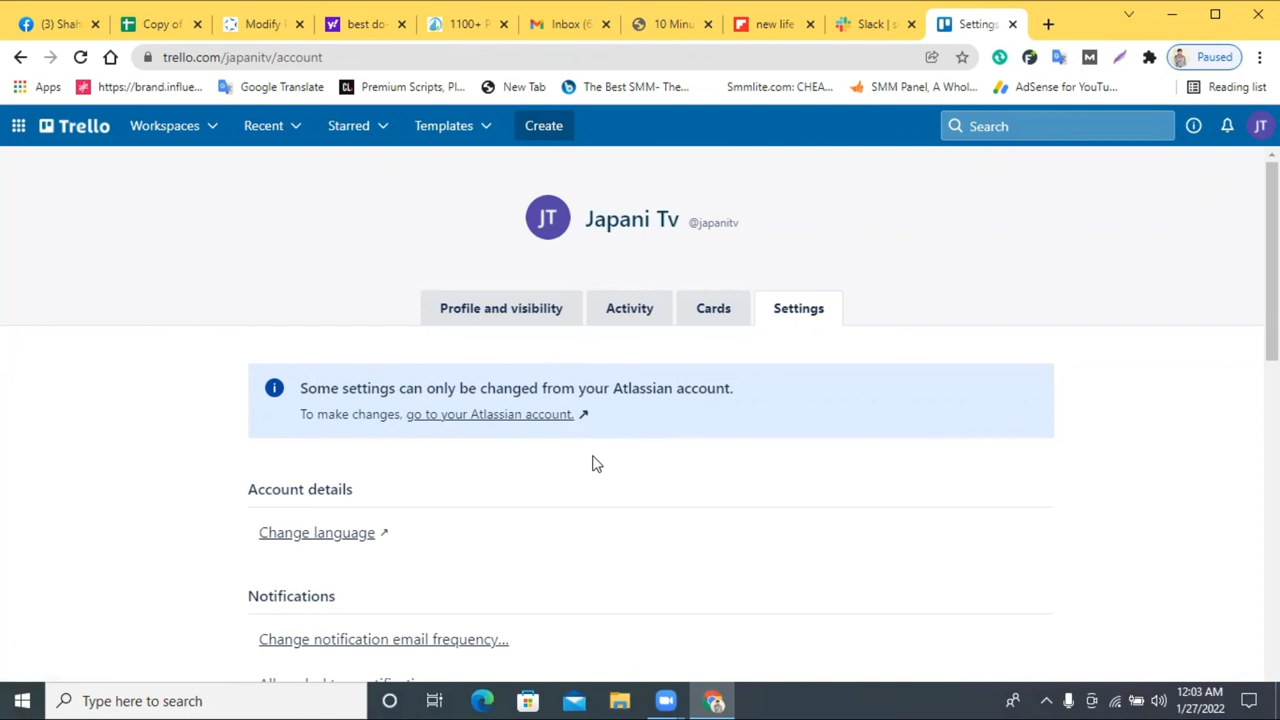 (3) Shah
Copy of
Modify
best do
1100+ P
Inbox (6
10 Minu
new life
Slack | s
Settings
trello.com/japanitv/account
Paused
Apps
https://brand.influe...
Google Translate
Premium Scripts, Pl...
New Tab
The Best SMM- The...
Smmlite.com: CHEA...
SMM Panel, A Whol...
AdSense for YouTu...
Reading list
Trello
Workspaces
Recent
Starred
Templates
Create
Search
JT
JT
Japani Tv @japanitv
Profile and visibility
Activity
Cards
Settings
Some settings can only be changed from your Atlassian account.
To make changes, go to your Atlassian account.
Account details
Change language
Notifications
Change notification email frequency...
Type here to search
12:03 AM
1/27/2022